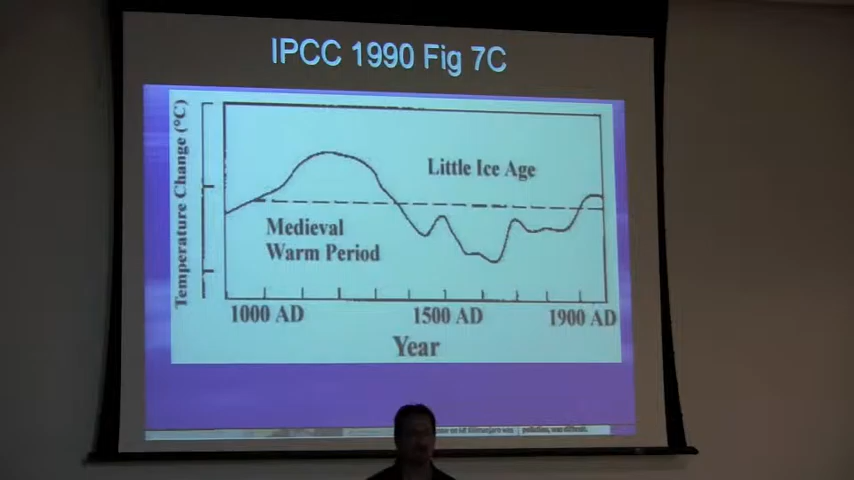 IPCC 1990 Fig 7C
Temperature Change (°C)
Little Ice Age
Medieval
Warm Period
1000 AD
1500 AD
1900 AD
Year